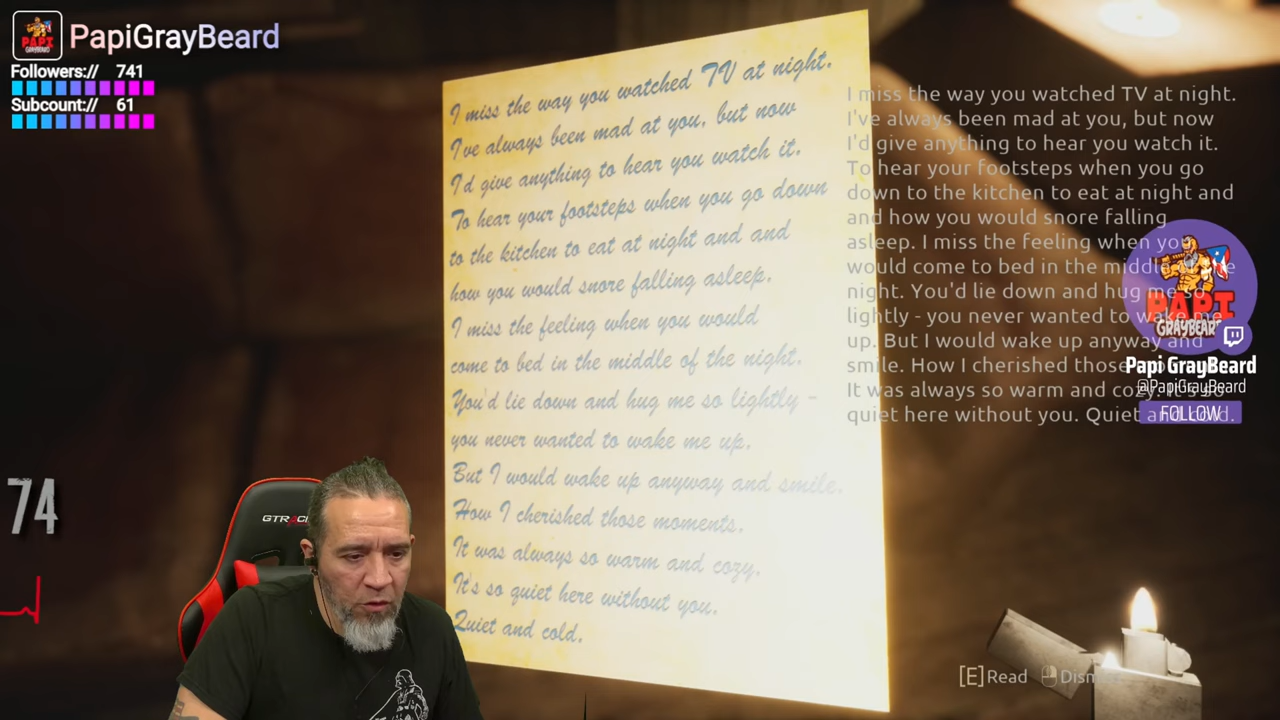 PAPI
GRAYBEARD
PapiGrayBeard
Followers// 741
Subcount// 61
I miss the way you watched TV at night.
I've always been mad at you, but now
I'd give anything to hear you watch it.
To hear your footsteps when you go down
to the kitchen to eat at night and and
how you would snore falling asleep.
I miss the feeling when you would
come to bed in the middle of the night.
You'd lie down and hug me so lightly -
you never wanted to wake me up.
But I would wake up anyway and smile.
How I cherished those moments.
It was always so warm and cozy.
It's so quiet here without you.
Quiet and cold.
I miss the way you watched TV at night.
I've always been mad at you, but now
I'd give anything to hear you watch it.
To hear your footsteps when you go
down to the kitchen to eat at night and
and how you would snore falling
asleep. I miss the feeling when you
would come to bed in the middle of the
night. You'd lie down and hug me so
lightly - you never wanted to wake me
up. But I would wake up anyway and
smile. How I cherished those
It was always so warm and cozy. It's so
quiet here without you. Quiet and cold.
PAPI
GRAYBEARD
Papi GrayBeard
@PapiGrayBeard
FOLLOW
74
GTRACING
[E]Read Dismiss